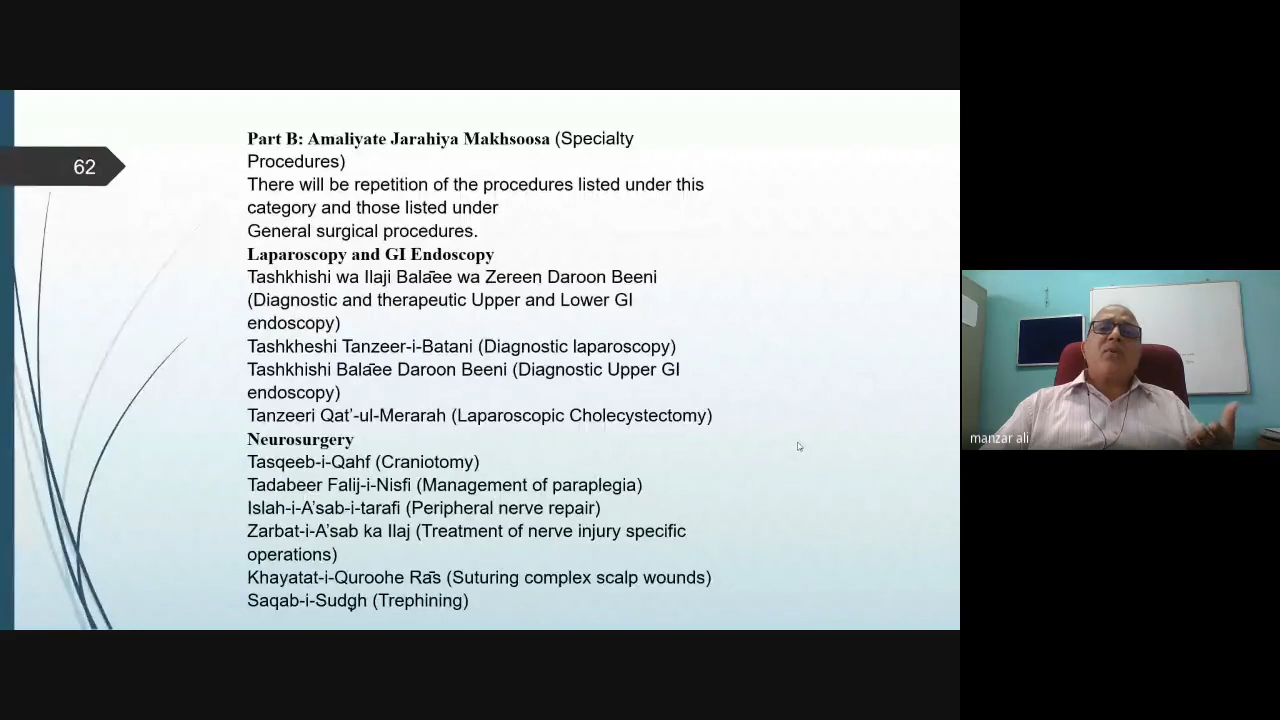 62
Part B: Amaliyate Jarahiya Makhsoosa (Specialty
Procedures)
There will be repetition of the procedures listed under this
category and those listed under
General surgical procedures.
Laparoscopy and GI Endoscopy
Tashkhishi wa Ilaji Balaēe wa Zereen Daroon Beeni
(Diagnostic and therapeutic Upper and Lower GI
endoscopy)
Tashkheshi Tanzeer-i-Batani (Diagnostic laparoscopy)
Tashkhishi Balaēe Daroon Beeni (Diagnostic Upper GI
endoscopy)
Tanzeeri Qat’-ul-Merarah (Laparoscopic Cholecystectomy)
Neurosurgery
Tasqeeb-i-Qahf (Craniotomy)
Tadabeer Falij-i-Nisfi (Management of paraplegia)
Islah-i-A’sab-i-tarafi (Peripheral nerve repair)
Zarbat-i-A’sab ka Ilaj (Treatment of nerve injury specific
operations)
Khayatat-i-Quroohe Ras̄ (Suturing complex scalp wounds)
Saqab-i-Sudg̣h (Trephining)
manzar ali